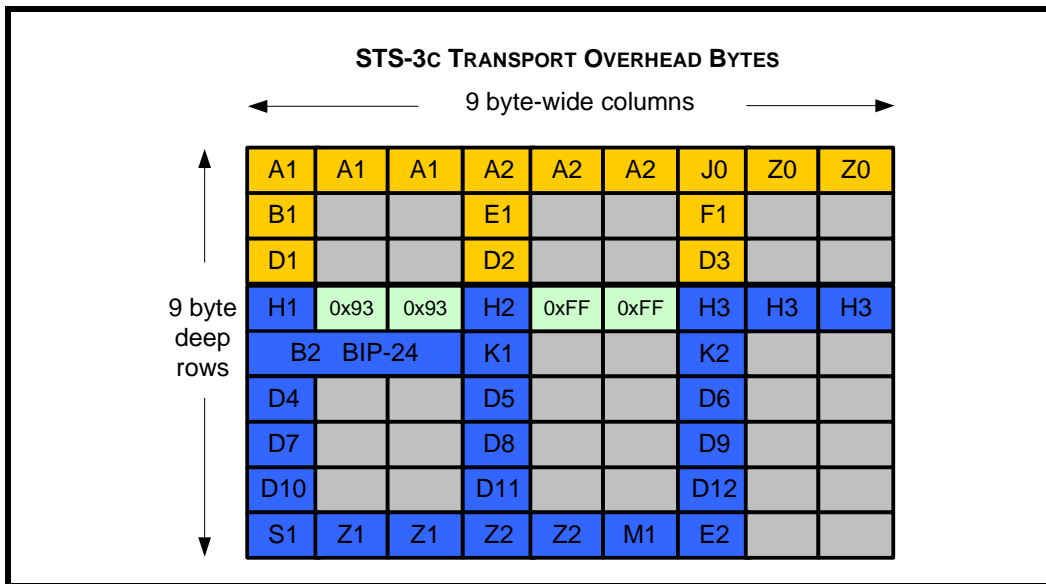 STS-3C TRANSPORT OVERHEAD BYTES
9 byte-wide columns
A1 A1 A1 A2 A2 A2 J0 Z0 Z0
B1 E1 F1
D1 D2 D3
9 byte
deep
rows
H1 0x93 0x93 H2 0xFF 0xFF H3 H3 H3
B2 BIP-24 K1 K2
D4 D5 D6
D7 D8 D9
D10 D11 D12
S1 Z1 Z1 Z2 Z2 M1 E2